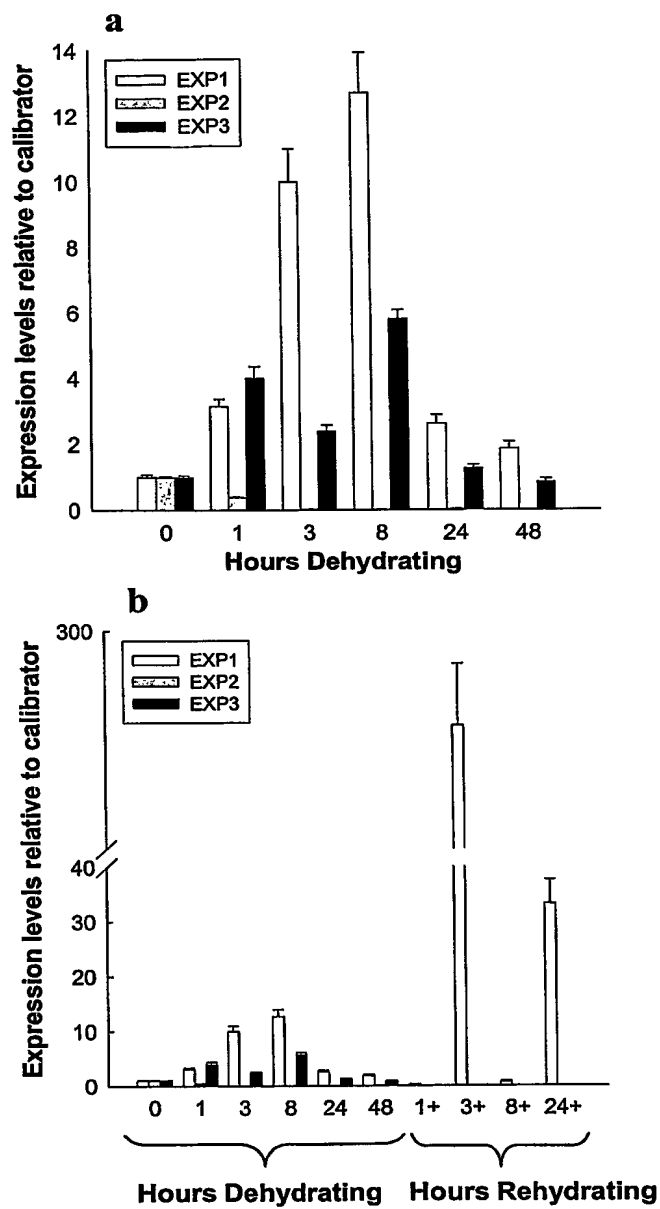 a
Expression levels relative to calibrator
14
12
10
8
6
4
2
0
EXP1
EXP2
EXP3
0 1 3 8 24 48
Hours Dehydrating
b
Expression levels relative to calibrator
300
40
30
20
10
0
EXP1
EXP2
EXP3
0 1 3 8 24 48 1+ 3+ 8+ 24+
Hours Dehydrating Hours Rehydrating